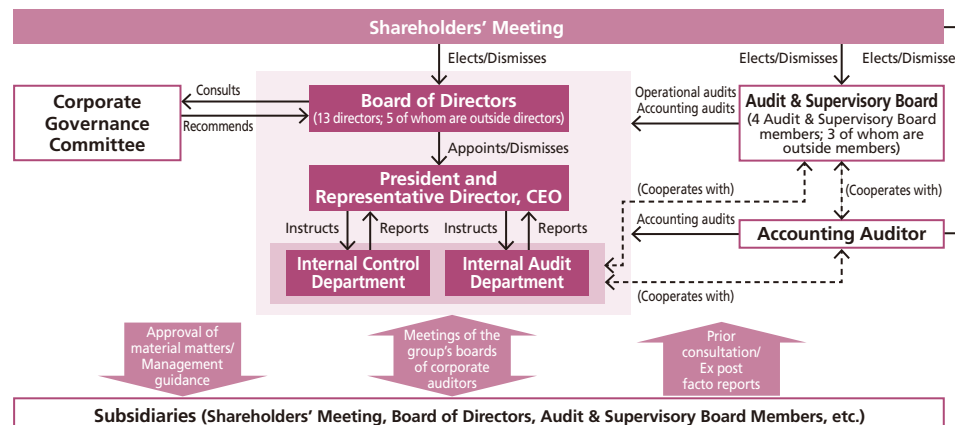 Shareholders' Meeting
Elects/Dismisses
Elects/Dismisses
Elects/Dismisse
Corporate
Governance
Committee
Consults
Recommends
Board of Directors
(13 directors; 5 of whom are outside directors)
Operational audits
Accounting audits
Audit & Supervisory Board
(4 Audit & Supervisory Board
members; 3 of whom are
outside members)
Appoints/Dismisses
President and
Representative Director, CEO
(Cooperates with)
(Cooperates with)
Instructs
Reports
Instructs
Reports
Accounting audits
Accounting Auditor
Internal Control
Department
Internal Audit
Department
(Cooperates with)
Approval of
material matters/
Management
guidance
Meetings of the
group's boards
of corporate
auditors
Prior
consultation/
Ex post
facto reports
Subsidiaries (Shareholders' Meeting, Board of Directors, Audit & Supervisory Board Members, etc.)